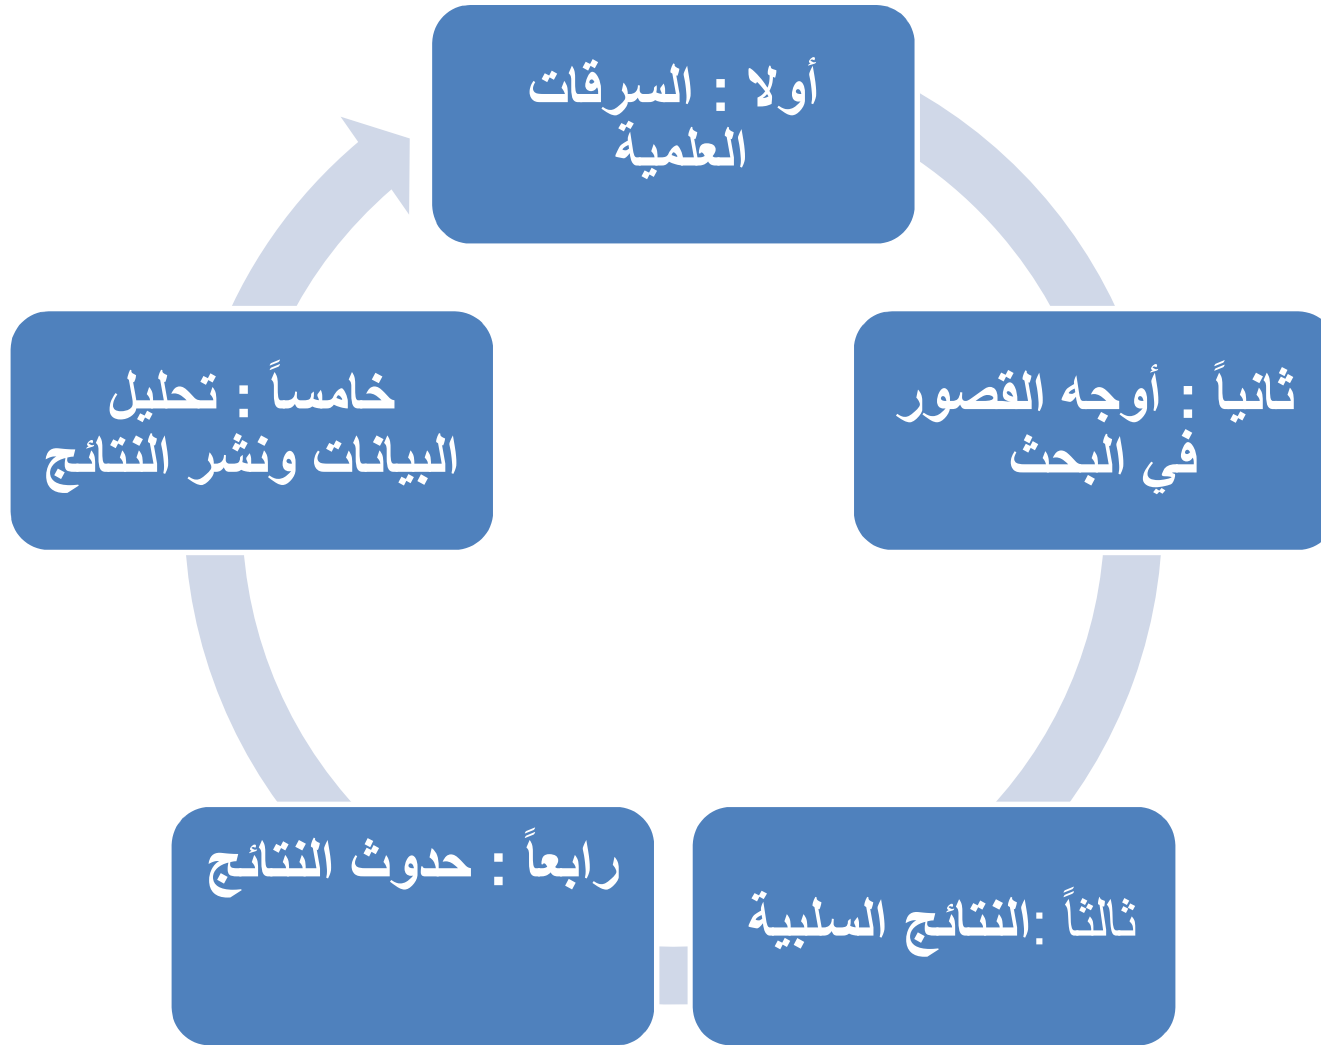 أولا : السرقات
العلمية
ثانياً : أوجه القصور
في البحث
ثالثاً :النتائج السلبية
رابعاً : حدوث النتائج
خامساً : تحليل
البيانات ونشر النتائج